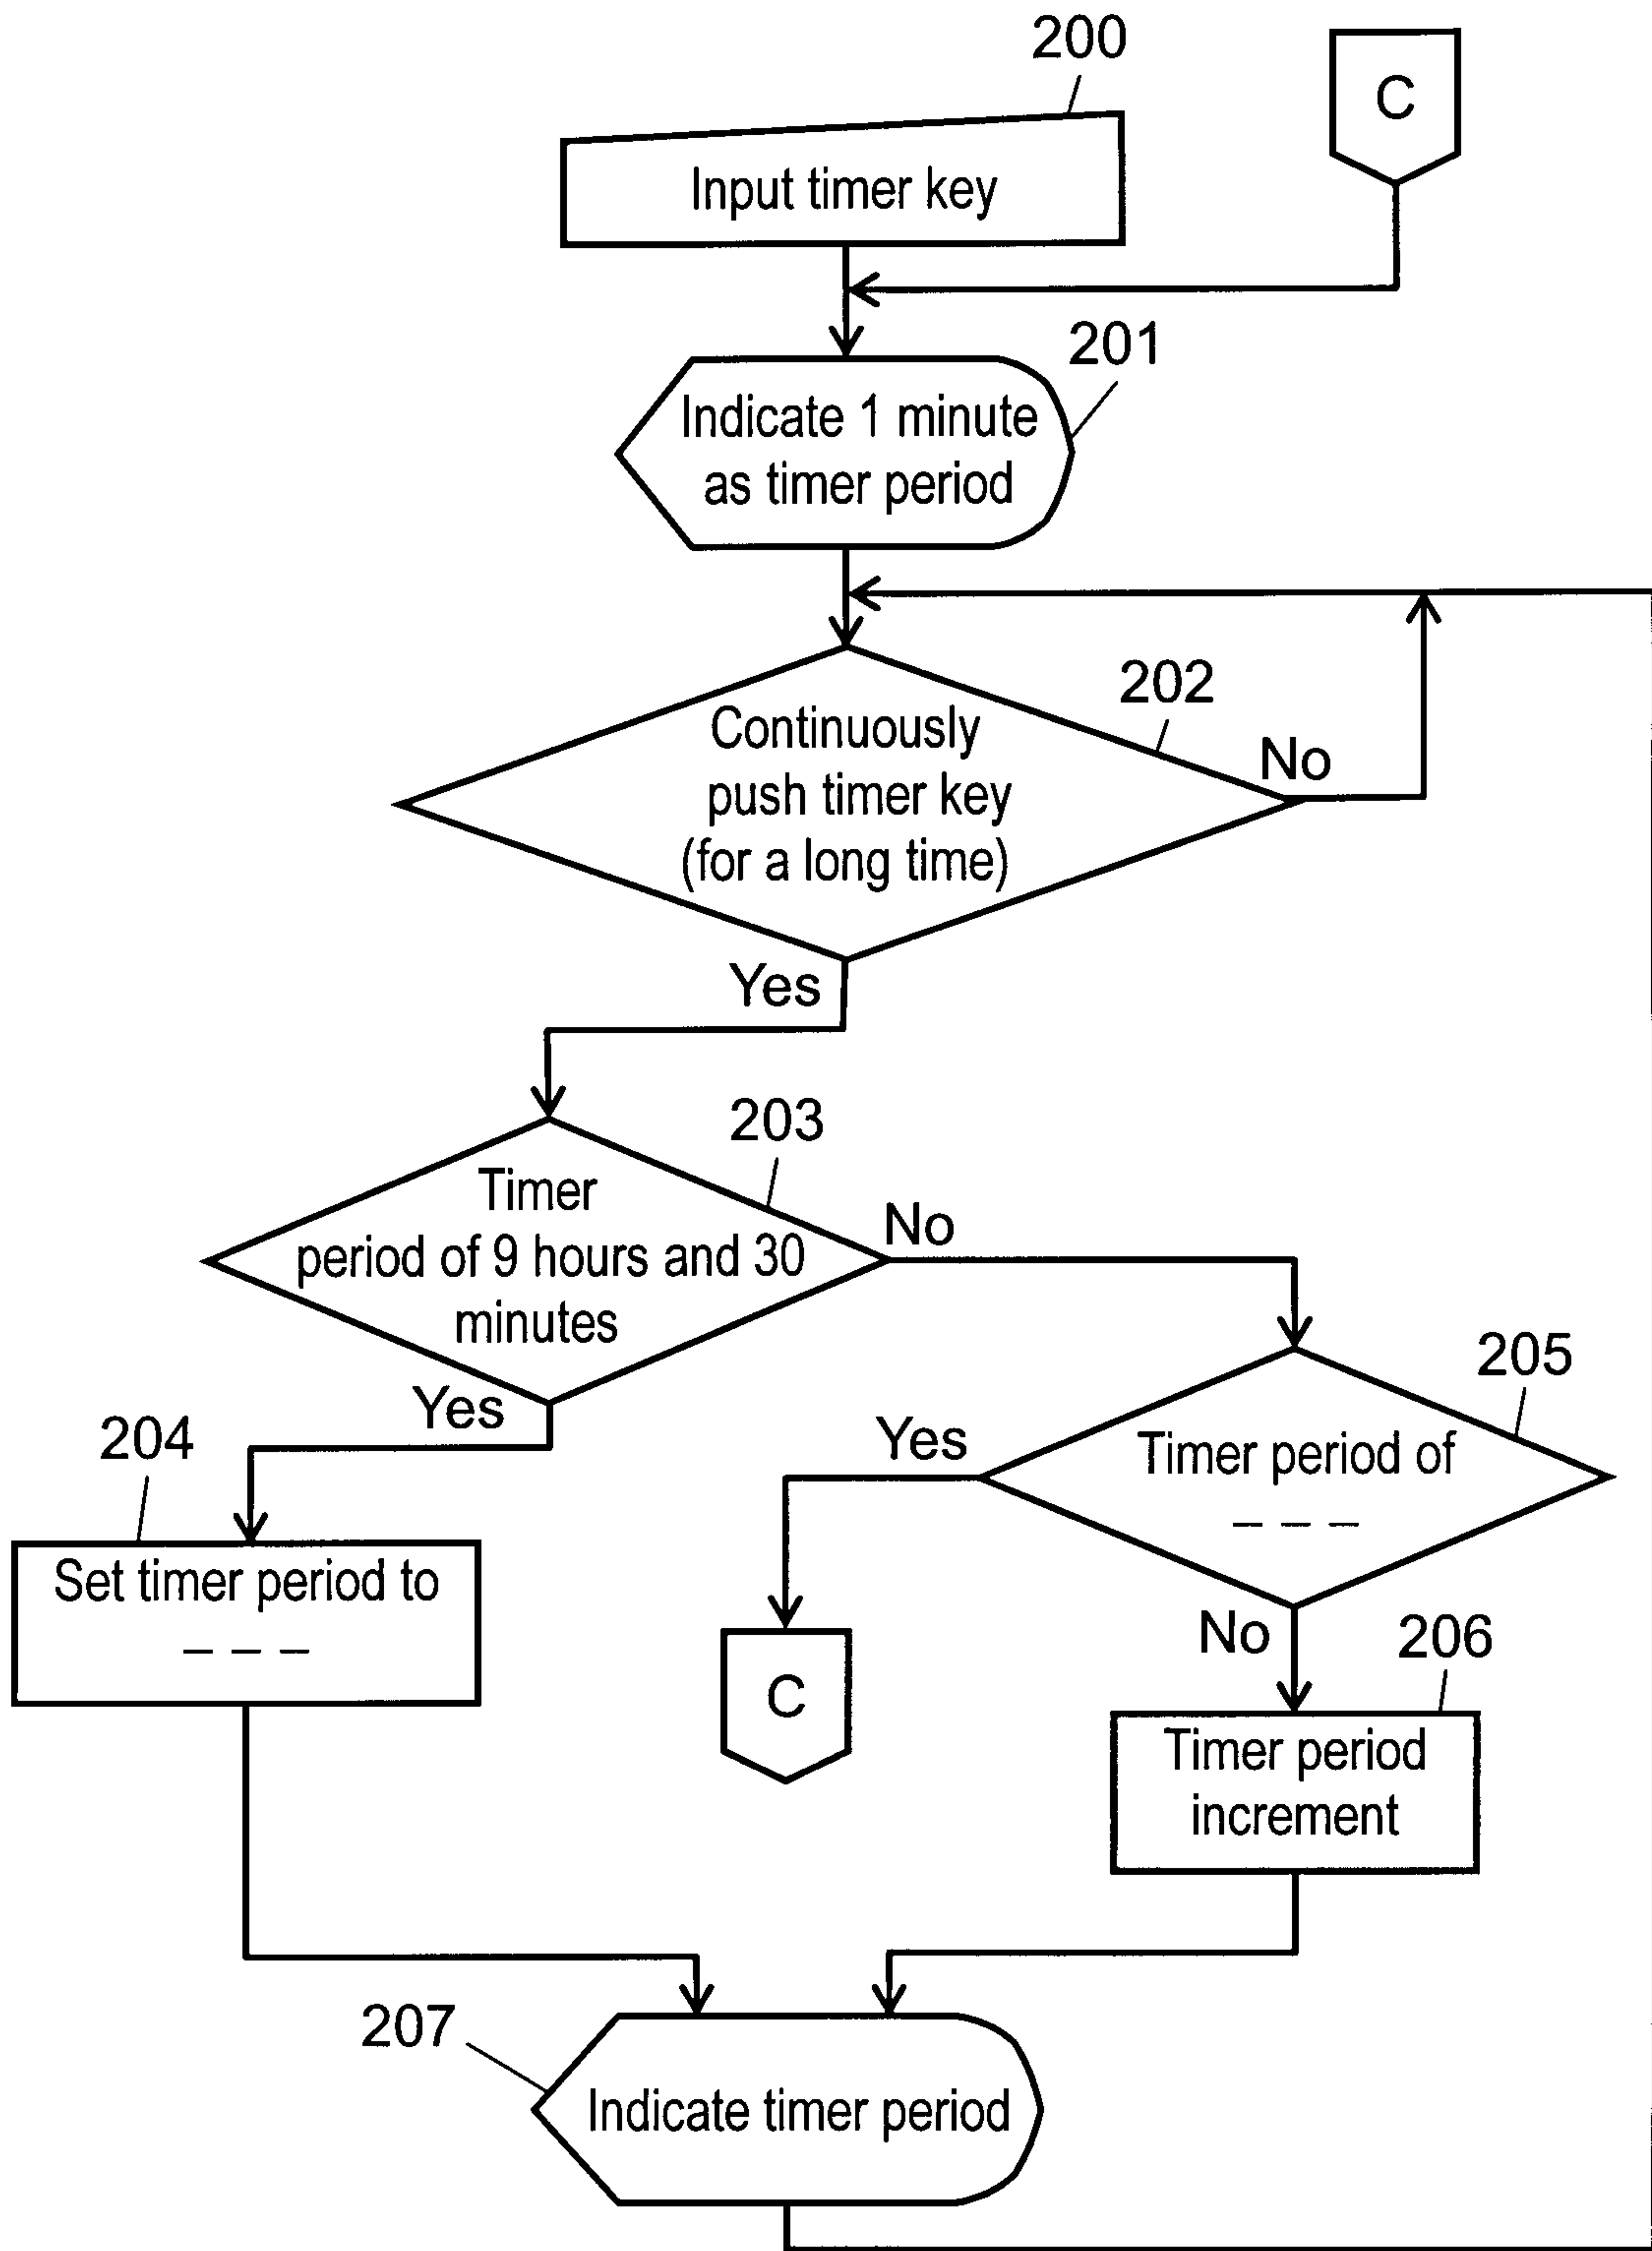 200
C
Input timer key
201
Indicate 1 minute
as timer period
202
Continuously
push timer key
(for a long time)
No
Yes
203
Timer
period of 9 hours and 30
minutes
No
Yes
204
Set timer period to
– – –
205
Timer period of
– – –
Yes
No
C
206
Timer period
increment
207
Indicate timer period